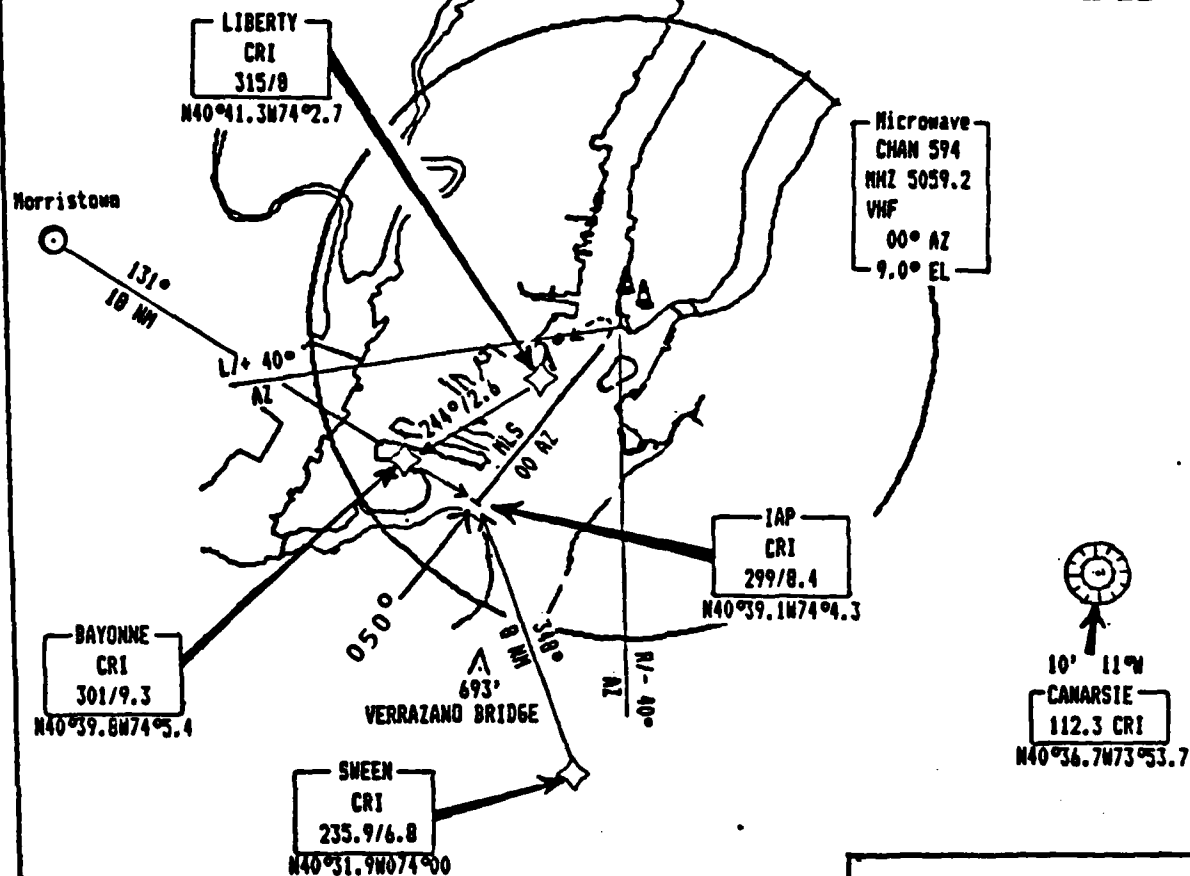 LIBERTY
CRI
315/8
N40°41.3W74°2.7
Microwave
CHAN 594
MHZ 5059.2
VHF
00° AZ
9.0° EL
Morristown
131°
18 NM
L/+ 40°
AZ
244°/2.6
MLS
00 AZ
IAP
CRI
299/8.4
N40°39.1W74°4.3
050°
348°
8 NM
R/- 40°
AZ
BAYONNE
CRI
301/9.3
N40°39.8W74°5.4
693'
VERRAZANO BRIDGE
10' 11°W
CANARSIE
112.3 CRI
N40°36.7W73°53.7
SWEEN
CRI
235.9/6.8
N40°31.9W074°00